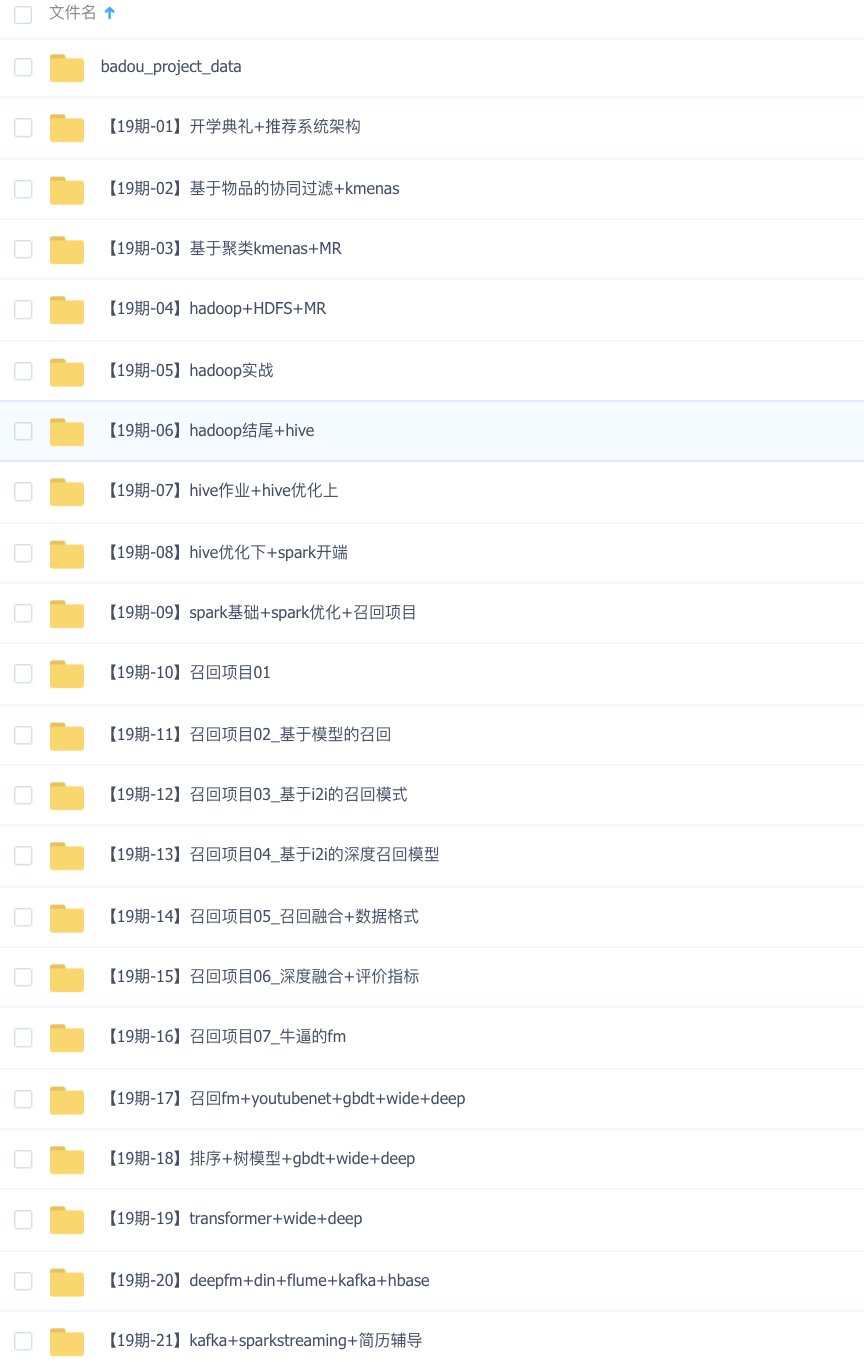 文件名
badou_project_data
【19期-01】开学典礼+推荐系统架构
【19期-02】基于物品的协同过滤+kmenas
【19期-03】基于聚类kmenas+MR
【19期-04】hadoop+HDFS+MR
【19期-05】hadoop实战
【19期-06】hadoop结尾+hive
【19期-07】hive作业+hive优化上
【19期-08】hive优化下+spark开端
【19期-09】spark基础+spark优化+召回项目
【19期-10】召回项目01
【19期-11】召回项目02_基于模型的召回
【19期-12】召回项目03_基于i2i的召回模式
【19期-13】召回项目04_基于i2i的深度召回模型
【19期-14】召回项目05_召回融合+数据格式
【19期-15】召回项目06_深度融合+评价指标
【19期-16】召回项目07_牛逼的fm
【19期-17】召回fm+youtubenet+gbdt+wide+deep
【19期-18】排序+树模型+gbdt+wide+deep
【19期-19】transformer+wide+deep
【19期-20】deepfm+din+flume+kafka+hbase
【19期-21】kafka+sparkstreaming+简历辅导